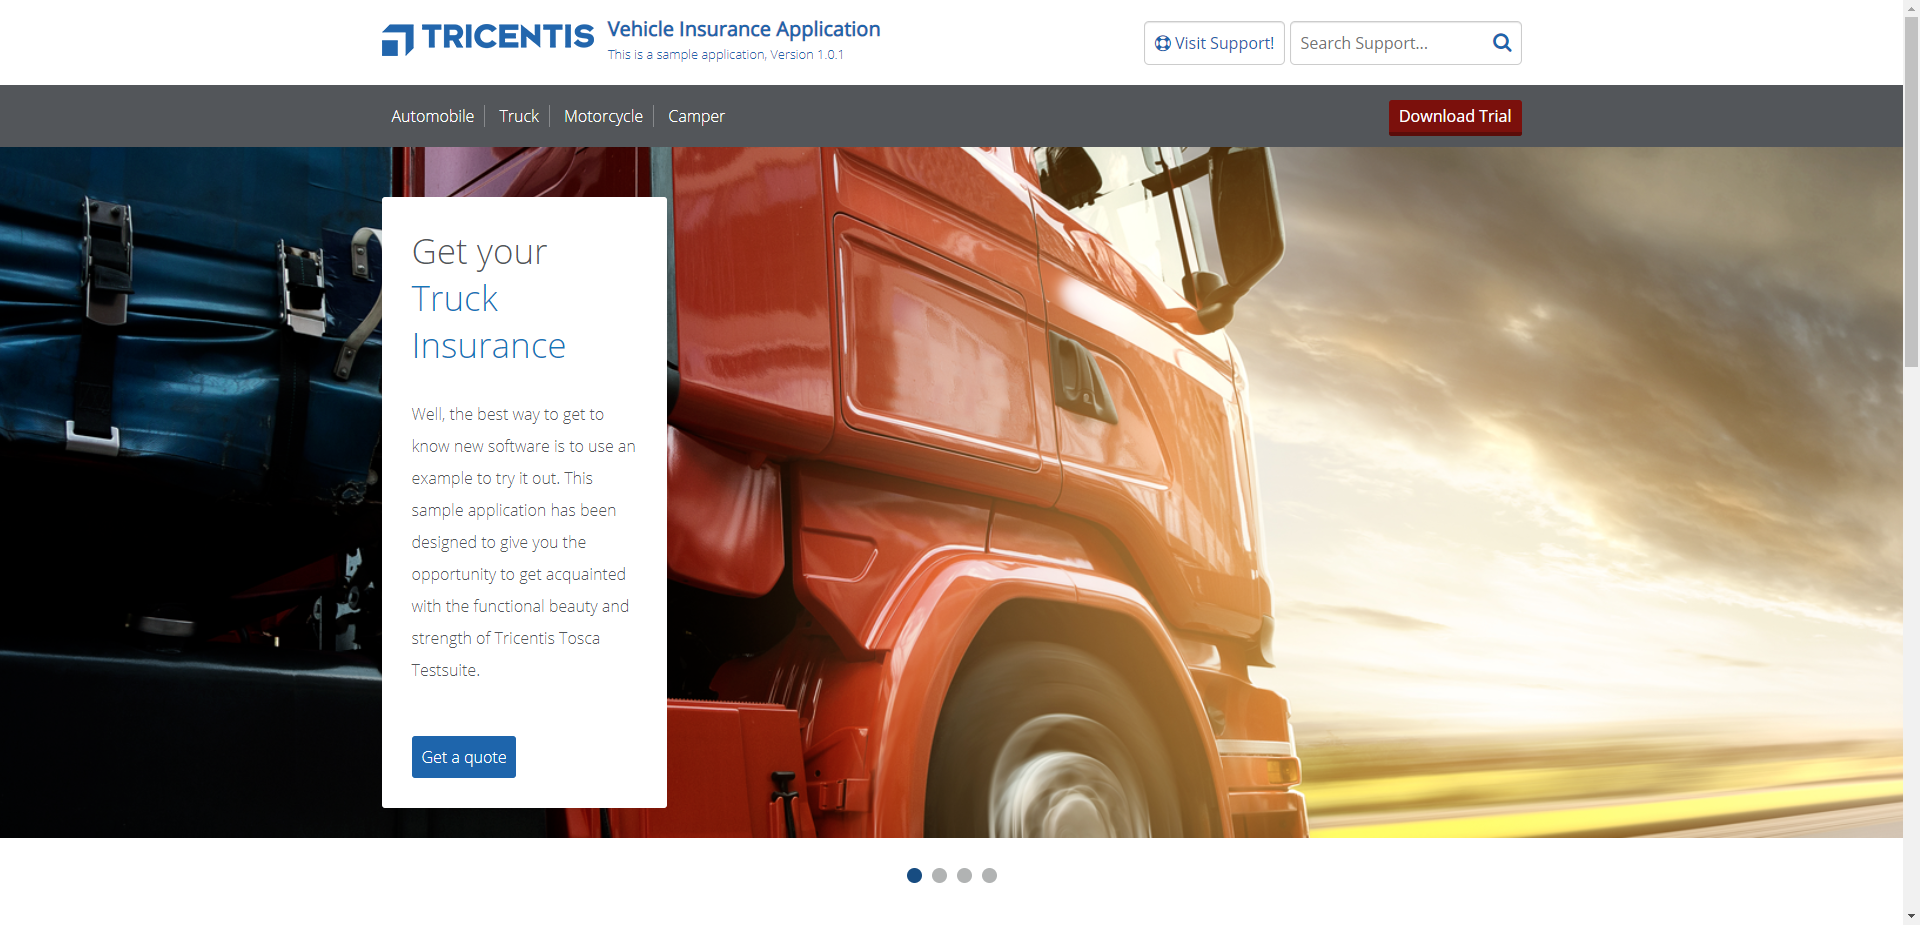 TRICENTIS
Vehicle Insurance Application
This is a sample application, Version 1.0.1
Visit Support!
Search Support...
Automobile
Truck
Motorcycle
Camper
Download Trial
Get your
Truck
Insurance
Well, the best way to get to
know new software is to use an
example to try it out. This
sample application has been
designed to give you the
opportunity to get acquainted
with the functional beauty and
strength of Tricentis Tosca
Testsuite.
Get a quote